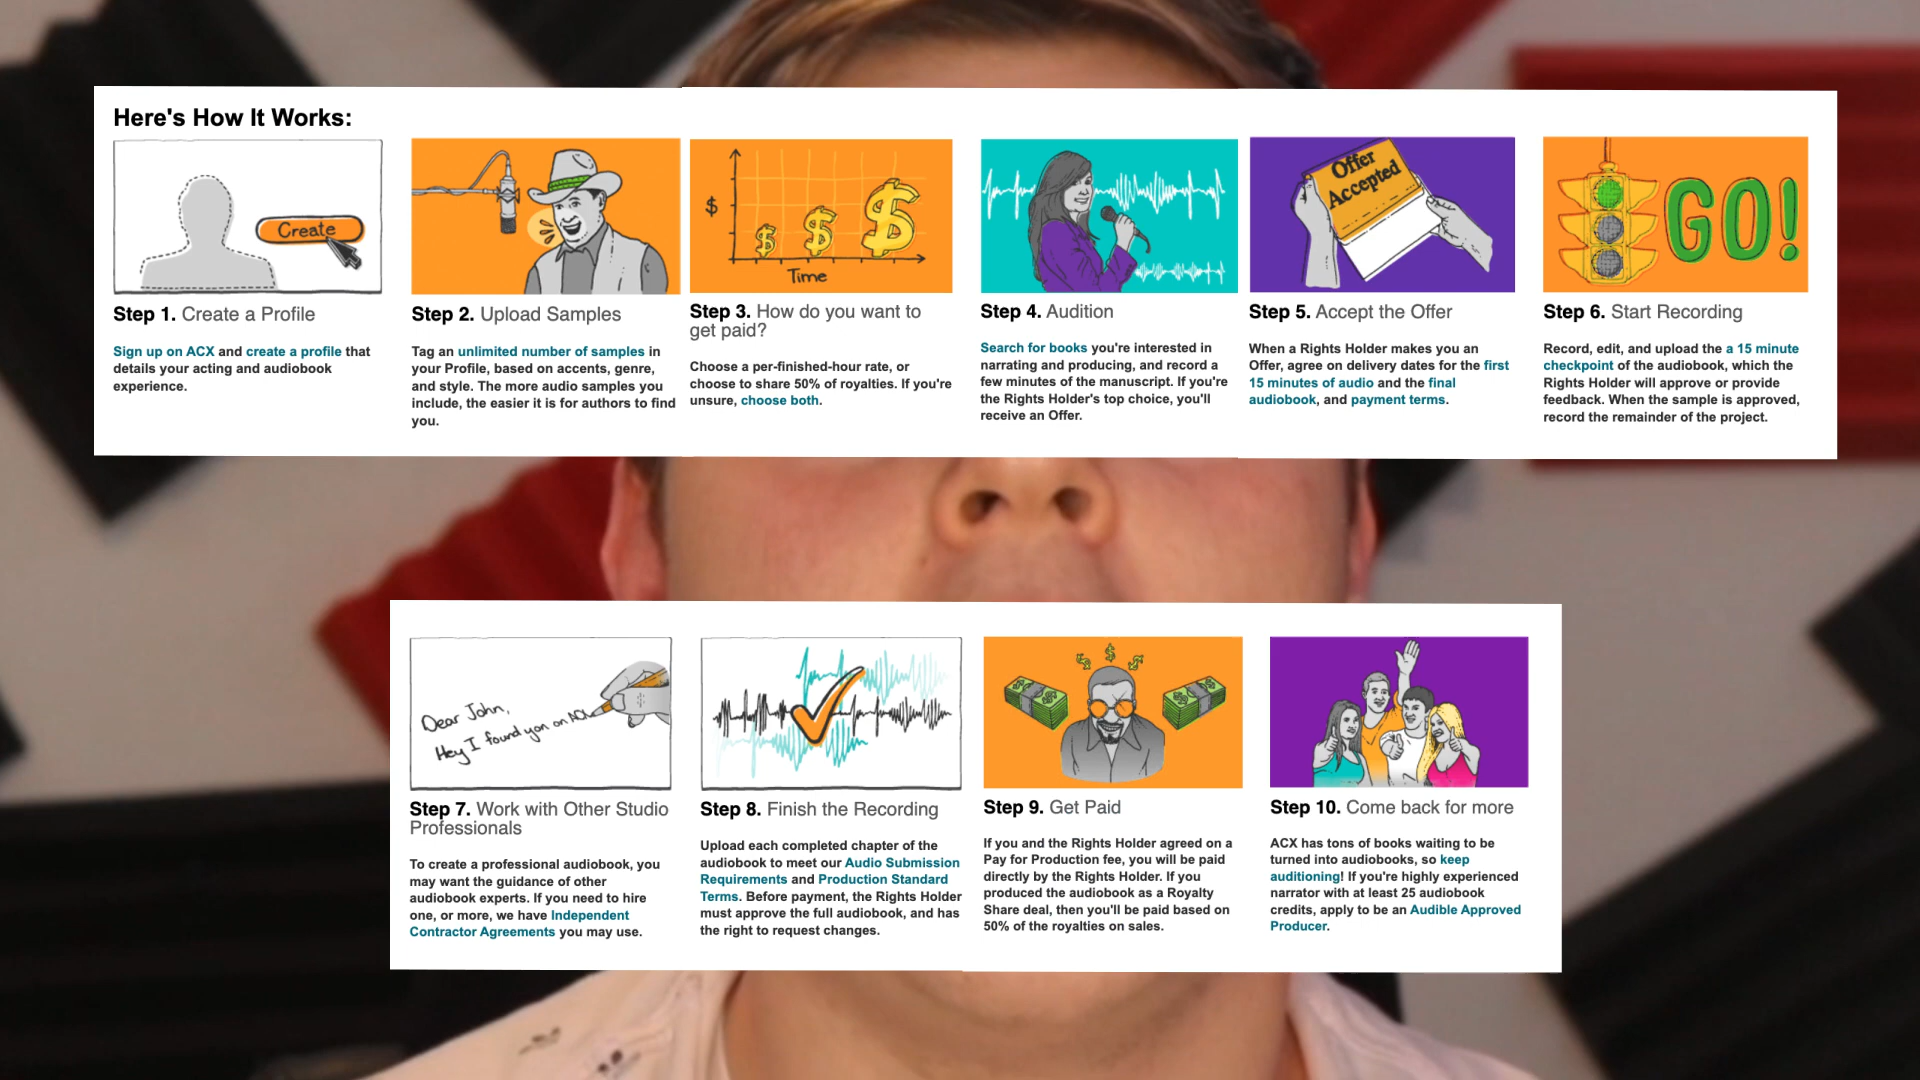 Here's How It Works:
Create
$
$
$
$
Time
Offer
Accepted
GO!
Step 1. Create a Profile
Sign up on ACX and create a profile that
details your acting and audiobook
experience.
Step 2. Upload Samples
Tag an unlimited number of samples in
your Profile, based on accents, genre,
and style. The more audio samples you
include, the easier it is for authors to find
you.
Step 3. How do you want to
get paid?
Choose a per-finished-hour rate, or
choose to share 50% of royalties. If you're
unsure, choose both.
Step 4. Audition
Search for books you're interested in
narrating and producing, and record a
few minutes of the manuscript. If you're
the Rights Holder's top choice, you'll
receive an Offer.
Step 5. Accept the Offer
When a Rights Holder makes you an
Offer, agree on delivery dates for the first
15 minutes of audio and the final
audiobook, and payment terms.
Step 6. Start Recording
Record, edit, and upload the a 15 minute
checkpoint of the audiobook, which the
Rights Holder will approve or provide
feedback. When the sample is approved,
record the remainder of the project.
Dear John,
Hey I found you on ACX
$ $ $
Step 7. Work with Other Studio
Professionals
To create a professional audiobook, you
may want the guidance of other
audiobook experts. If you need to hire
one, or more, we have Independent
Contractor Agreements you may use.
Step 8. Finish the Recording
Upload each completed chapter of the
audiobook to meet our Audio Submission
Requirements and Production Standard
Terms. Before payment, the Rights Holder
must approve the full audiobook, and has
the right to request changes.
Step 9. Get Paid
If you and the Rights Holder agreed on a
Pay for Production fee, you will be paid
directly by the Rights Holder. If you
produced the audiobook as a Royalty
Share deal, then you'll be paid based on
50% of the royalties on sales.
Step 10. Come back for more
ACX has tons of books waiting to be
turned into audiobooks, so keep
auditioning! If you're highly experienced
narrator with at least 25 audiobook
credits, apply to be an Audible Approved
Producer.